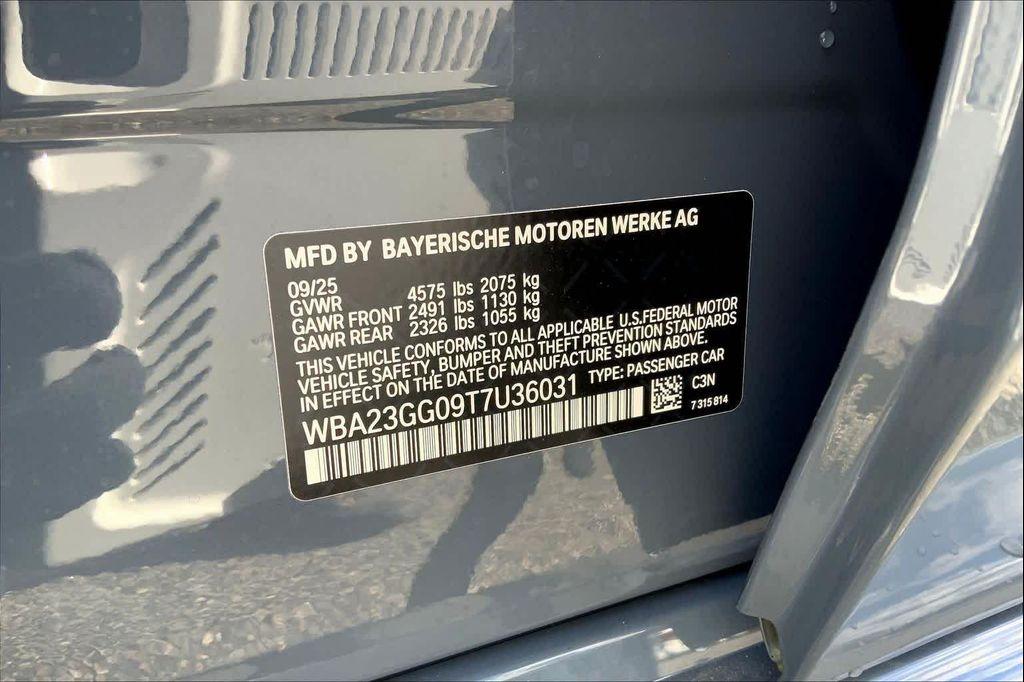 MFD BY BAYERISCHE MOTOREN WERKE AG
09/25
GVWR 4575 lbs 2075 kg
GAWR FRONT 2491 lbs 1130 kg
GAWR REAR 2326 lbs 1055 kg
THIS VEHICLE CONFORMS TO ALL APPLICABLE U.S.FEDERAL MOTOR
VEHICLE SAFETY, BUMPER AND THEFT PREVENTION STANDARDS
IN EFFECT ON THE DATE OF MANUFACTURE SHOWN ABOVE.
WBA23GG09T7U36031 TYPE: PASSENGER CAR
C3N
7 315 814